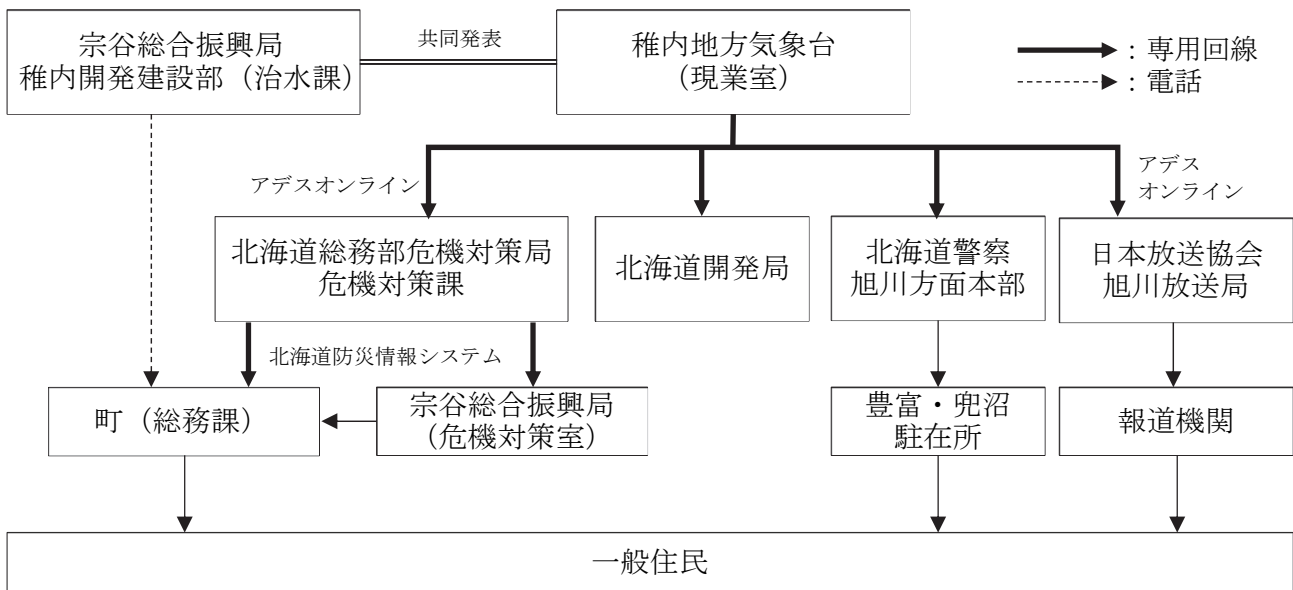 宗谷総合振興局
稚内開発建設部（治水課）
共同発表
稚内地方気象台
（現業室）
：専用回線
：電話
アデスオンライン
アデス
オンライン
北海道総務部危機対策局
危機対策課
北海道開発局
北海道警察
旭川方面本部
日本放送協会
旭川放送局
北海道防災情報システム
町（総務課）
宗谷総合振興局
（危機対策室）
豊富・兜沼
駐在所
報道機関
一般住民